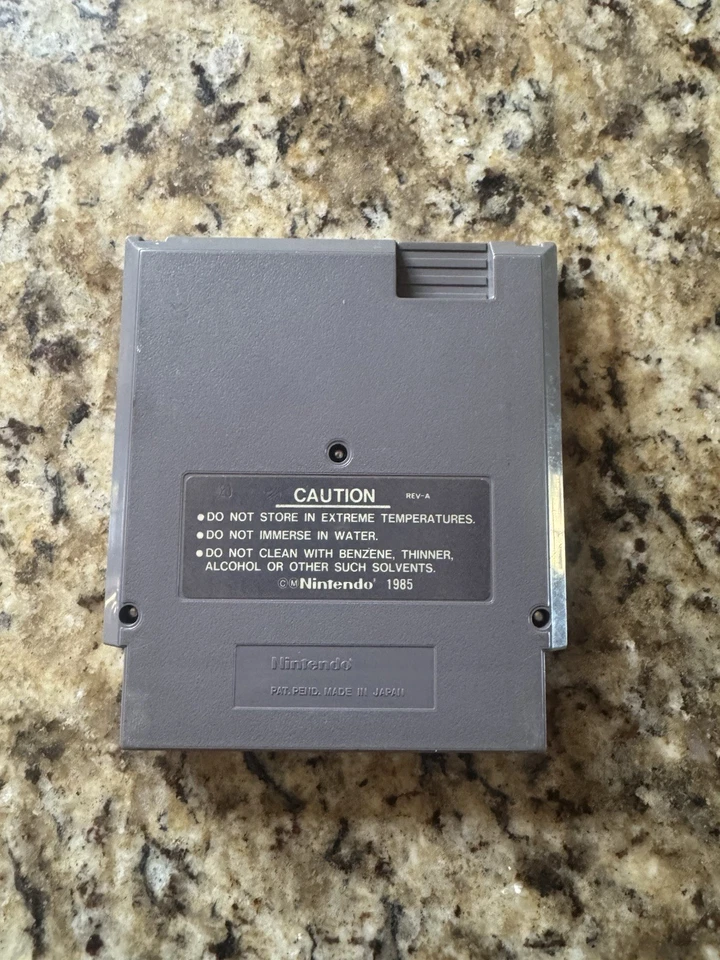 CAUTION REV-A
• DO NOT STORE IN EXTREME TEMPERATURES.
• DO NOT IMMERSE IN WATER.
• DO NOT CLEAN WITH BENZENE, THINNER,
ALCOHOL OR OTHER SUCH SOLVENTS.
©Ⓜ Nintendo® 1985
Nintendo®
PAT. PEND. MADE IN JAPAN